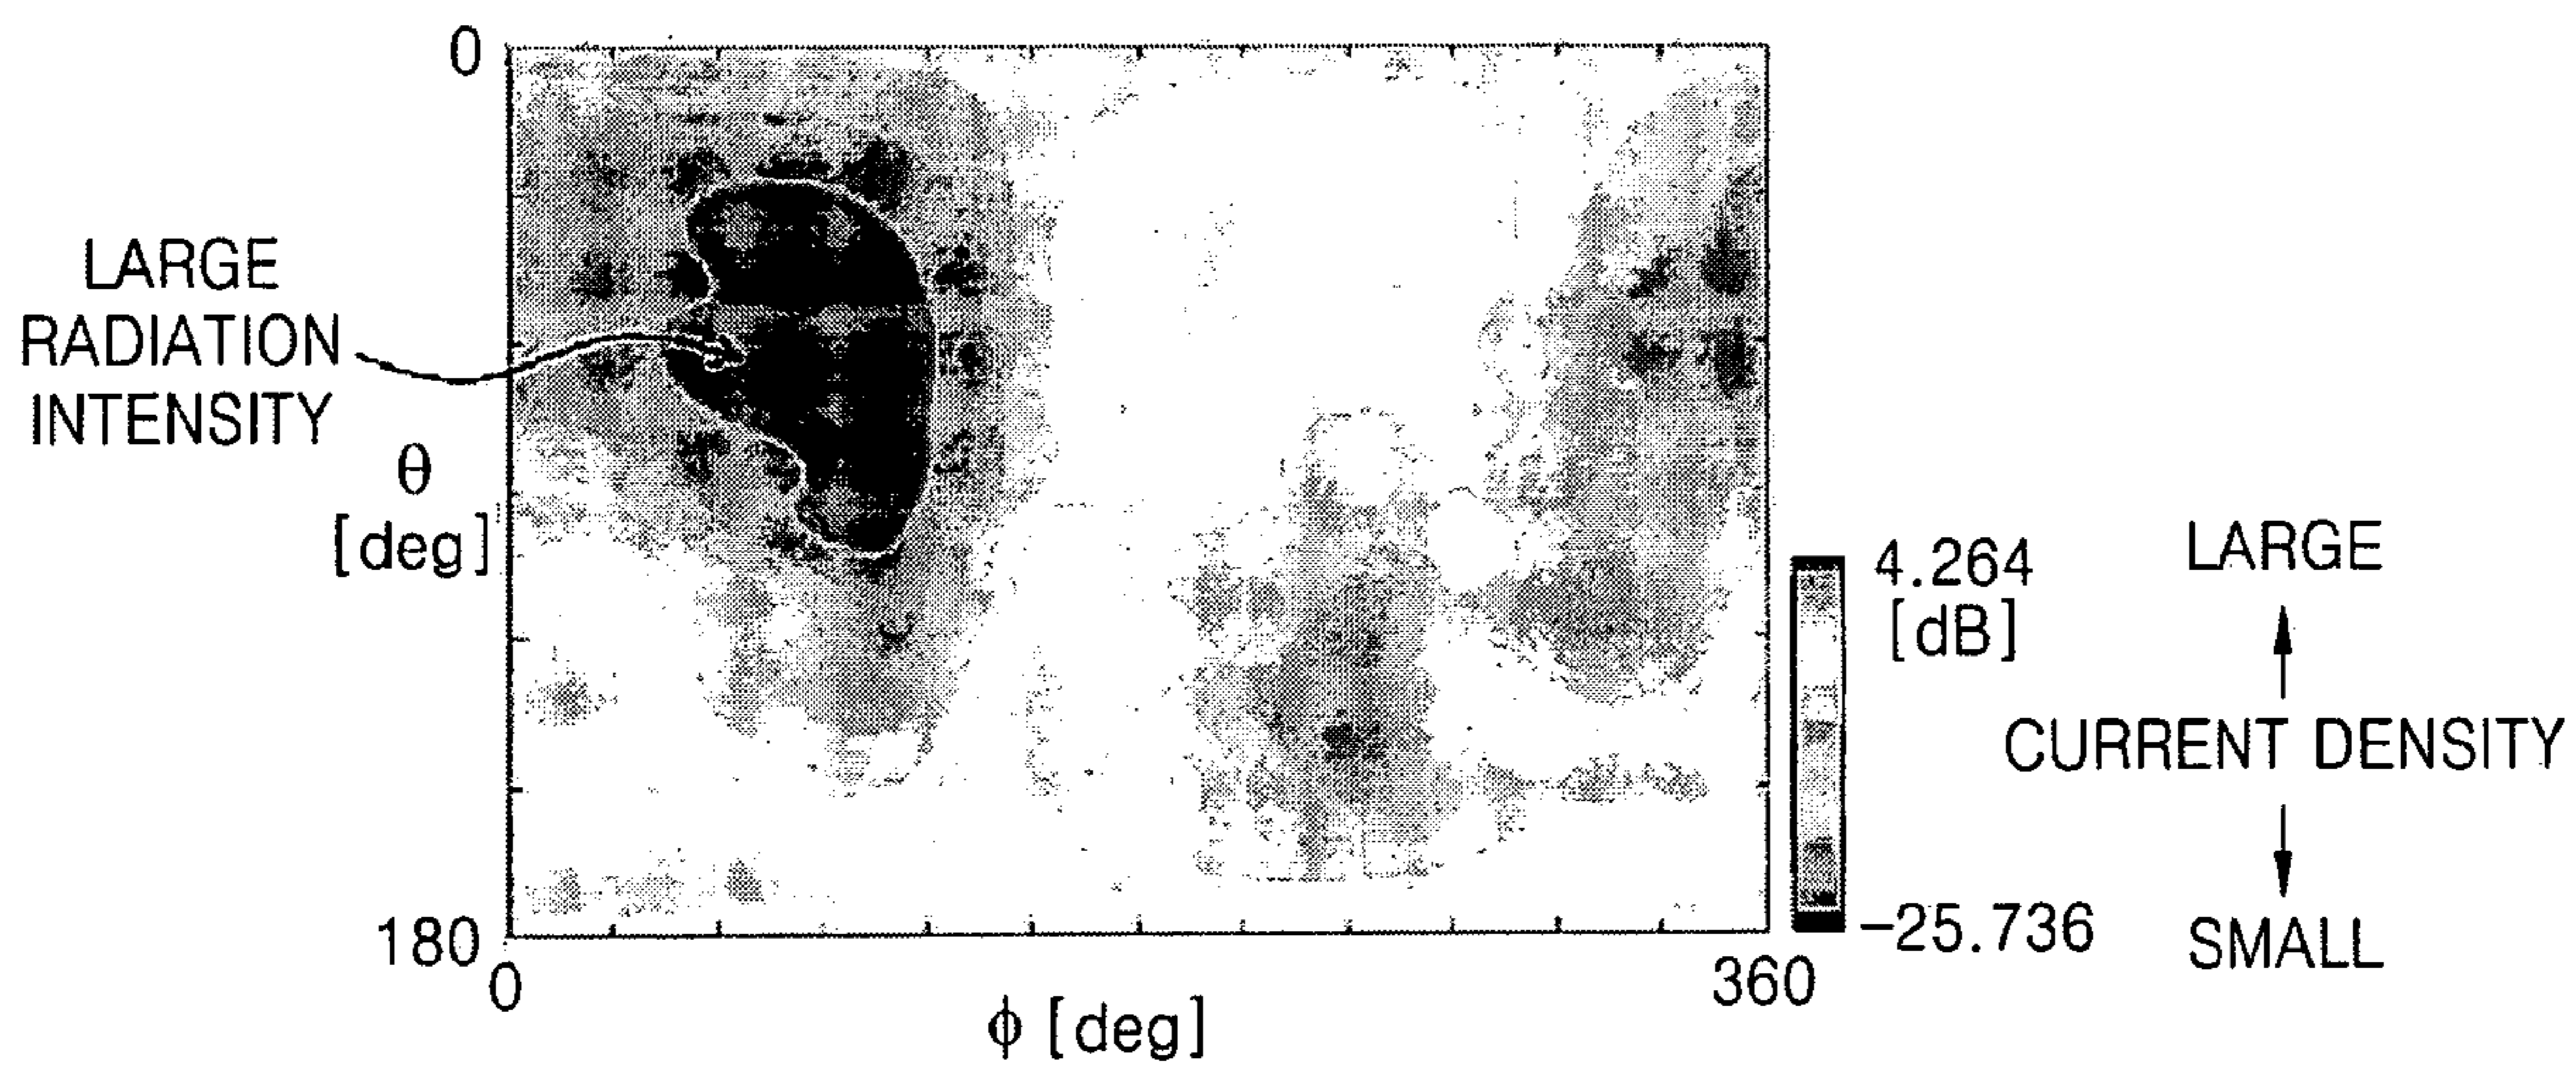 0
LARGE
RADIATION
INTENSITY
θ
[deg]
180
0
360
ϕ [deg]
4.264
[dB]
−25.736
LARGE
CURRENT DENSITY
SMALL